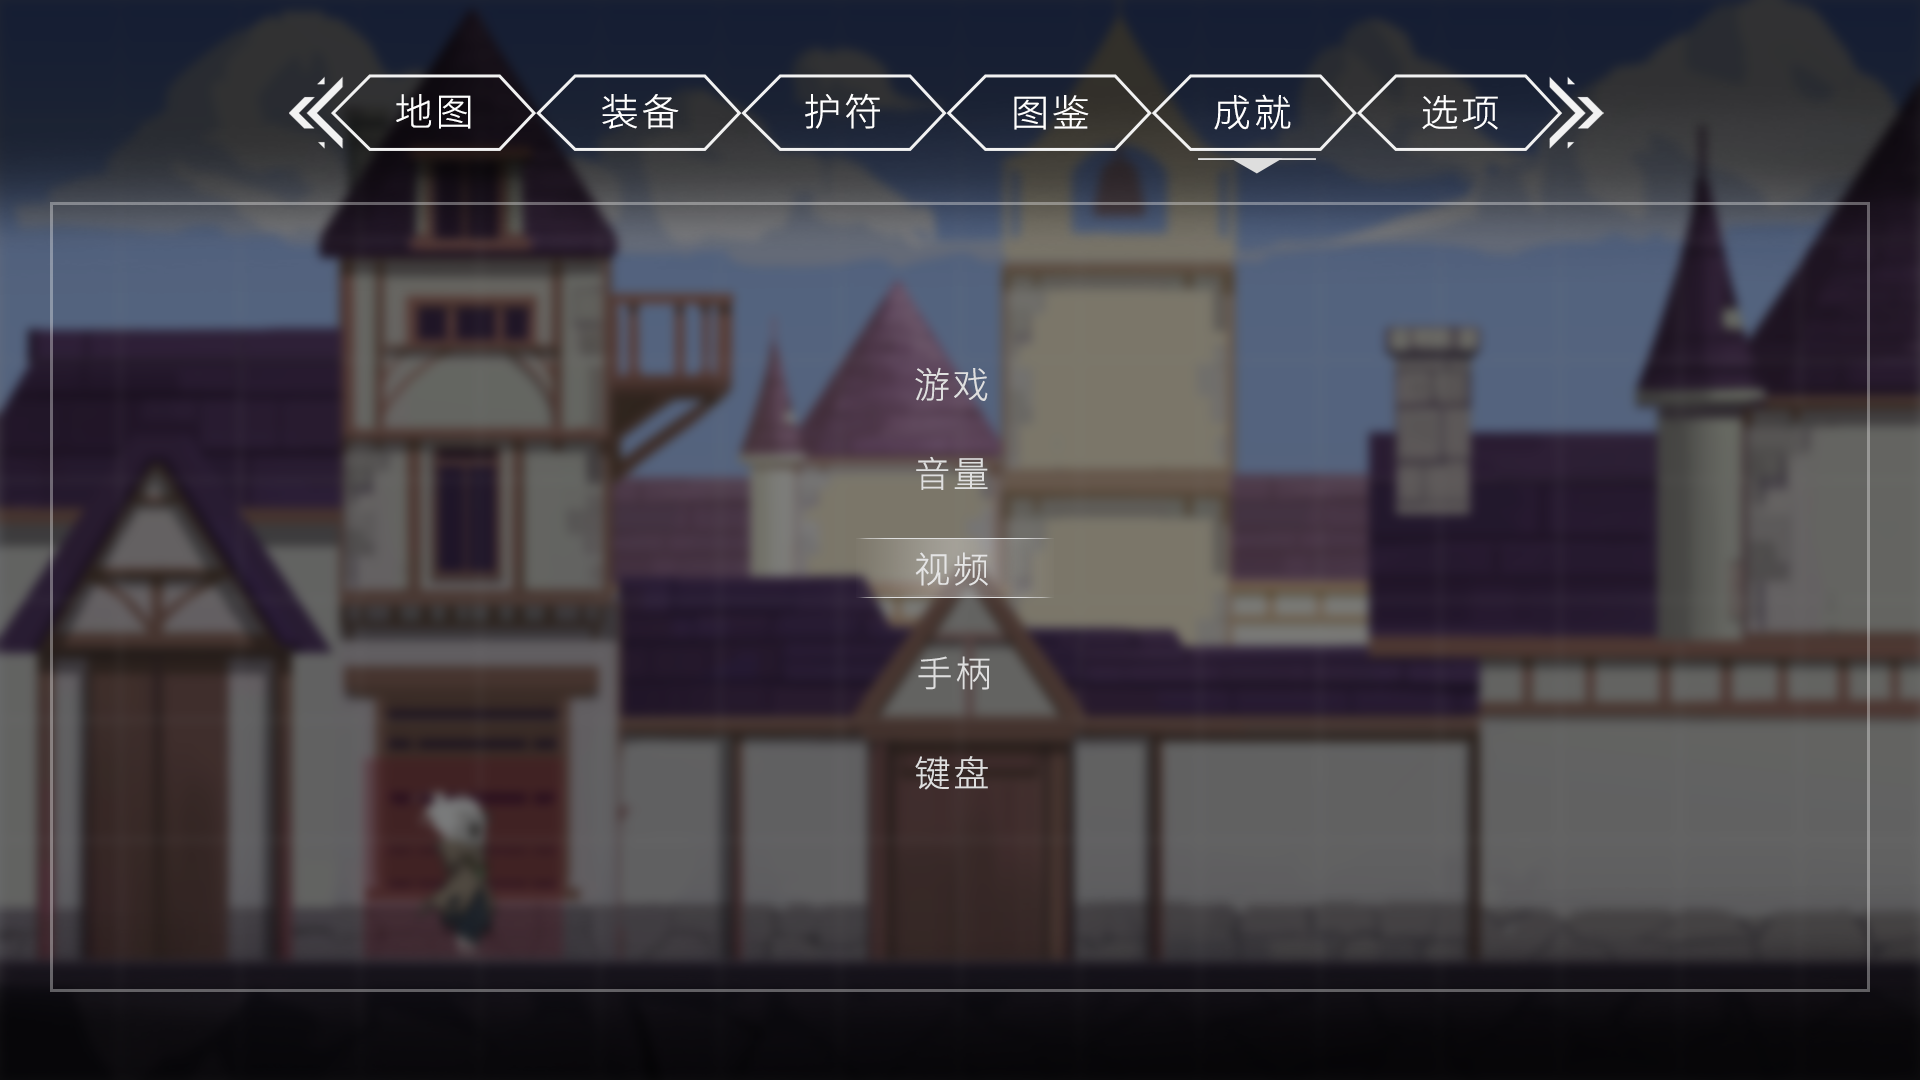 地图 装备 护符 图鉴 成就 选项
游戏
音量
视频
手柄
键盘